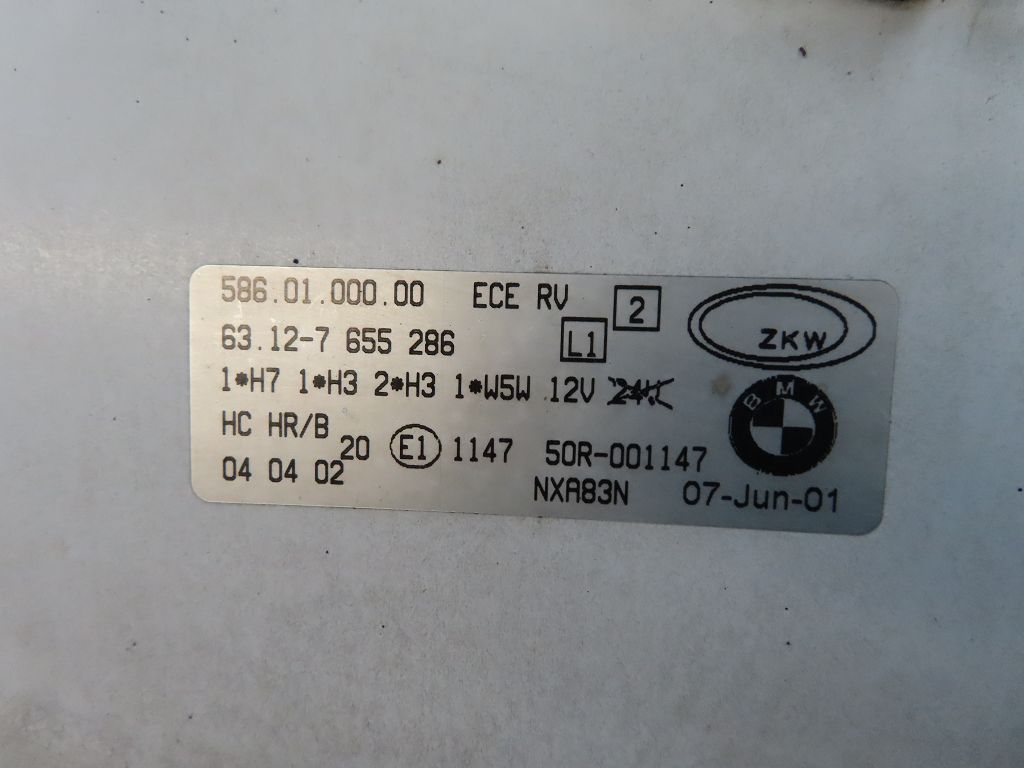 586.01.000.00 ECE RV 2
63.12-7 655 286 L1
ZKW
1*H7 1*H3 2*H3 1*W5W 12V 24V
BMW
HC HR/B 20 E1 1147 50R-001147
04 04 02 NXA83N 07-Jun-01